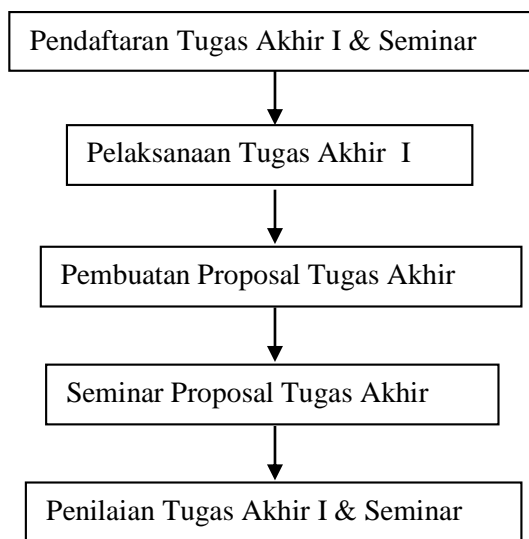 Pendaftaran Tugas Akhir I & Seminar
Pelaksanaan Tugas Akhir I
Pembuatan Proposal Tugas Akhir
Seminar Proposal Tugas Akhir
Penilaian Tugas Akhir I & Seminar